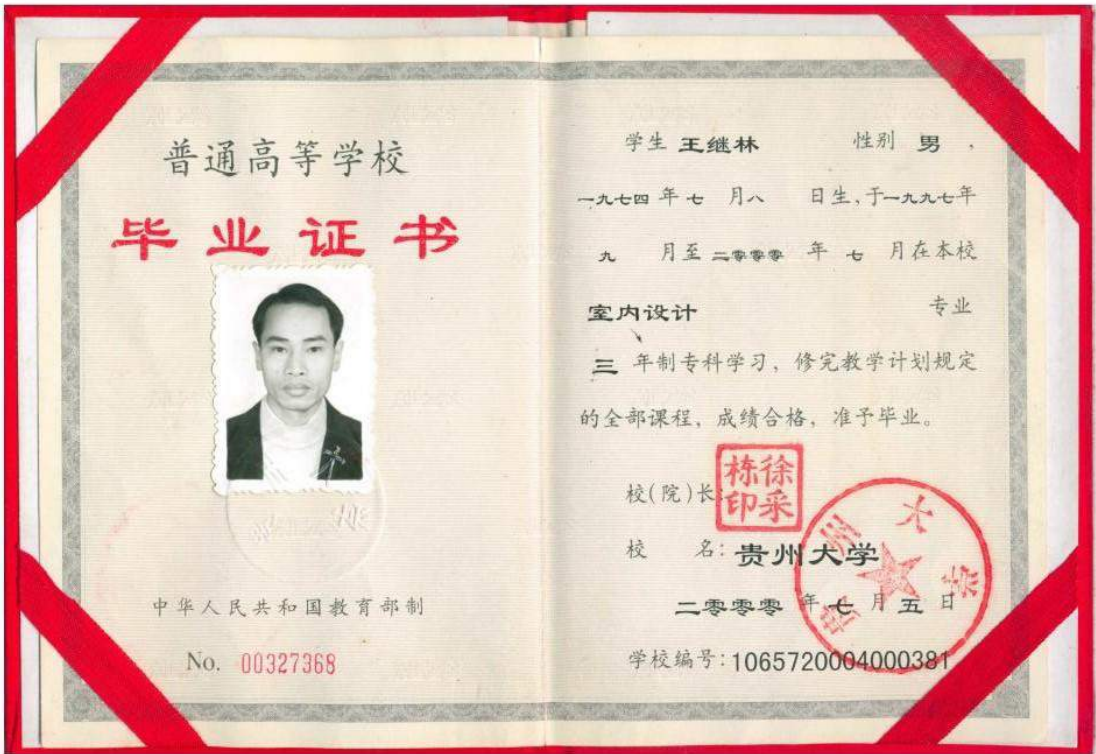 普通高等学校
毕业证书
中华人民共和国教育部制
No. 00327368
学生 王继林 性别 男 ,
一九七四 年 七 月 八 日生,于一九九七年
九 月至 二零零零 年 七 月在本校
室内设计 专业
三 年制专科学习，修完教学计划规定
的全部课程，成绩合格，准予毕业。
校(院)长:
徐采栋印
校 名: 贵州大学
贵州大学
二零零零 年 七 月 五 日
学校编号: 1065720004000381